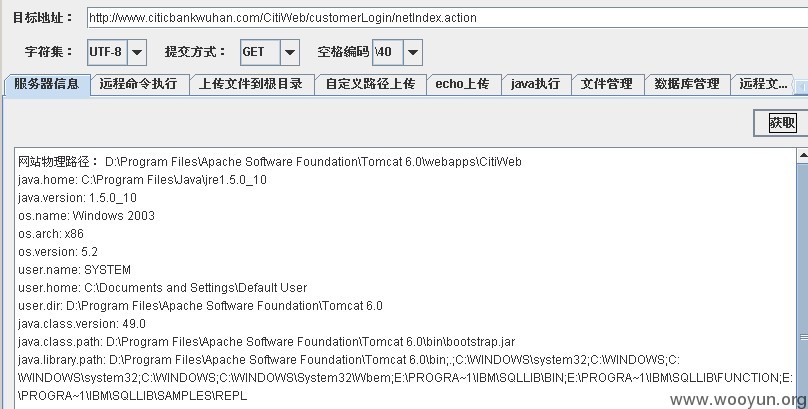 目标地址： http://www.citicbankwuhan.com/CitiWeb/customerLogin/netIndex.action
字符集： UTF-8 提交方式： GET 空格编码 \40
服务器信息 远程命令执行 上传文件到根目录 自定义路径上传 echo上传 java执行 文件管理 数据库管理 远程文...
获取
网站物理路径： D:\Program Files\Apache Software Foundation\Tomcat 6.0\webapps\CitiWeb
java.home: C:\Program Files\Java\jre1.5.0_10
java.version: 1.5.0_10
os.name: Windows 2003
os.arch: x86
os.version: 5.2
user.name: SYSTEM
user.home: C:\Documents and Settings\Default User
user.dir: D:\Program Files\Apache Software Foundation\Tomcat 6.0
java.class.version: 49.0
java.class.path: D:\Program Files\Apache Software Foundation\Tomcat 6.0\bin\bootstrap.jar
java.library.path: D:\Program Files\Apache Software Foundation\Tomcat 6.0\bin;.;C:\WINDOWS\system32;C:\WINDOWS;C:
\WINDOWS\system32;C:\WINDOWS;C:\WINDOWS\System32\Wbem;E:\PROGRA~1\IBM\SQLLIB\BIN;E:\PROGRA~1\IBM\SQLLIB\FUNCTION;E:
\PROGRA~1\IBM\SQLLIB\SAMPLES\REPL
www.wooyun.org